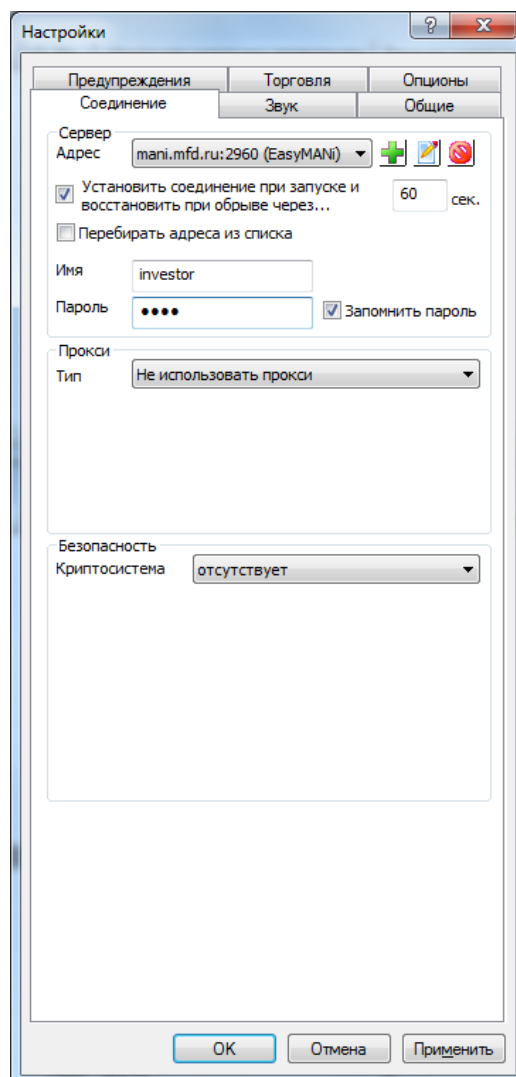 Настройки
Предупреждения Торговля Опционы
Соединение Звук Общие
Сервер
Адрес mani.mfd.ru:2960 (EasyMANi)
Установить соединение при запуске и
восстановить при обрыве через... 60 сек.
Перебирать адреса из списка
Имя investor
Пароль ●●●● Запомнить пароль
Прокси
Тип Не использовать прокси
Безопасность
Криптосистема отсутствует
OK Отмена Применить